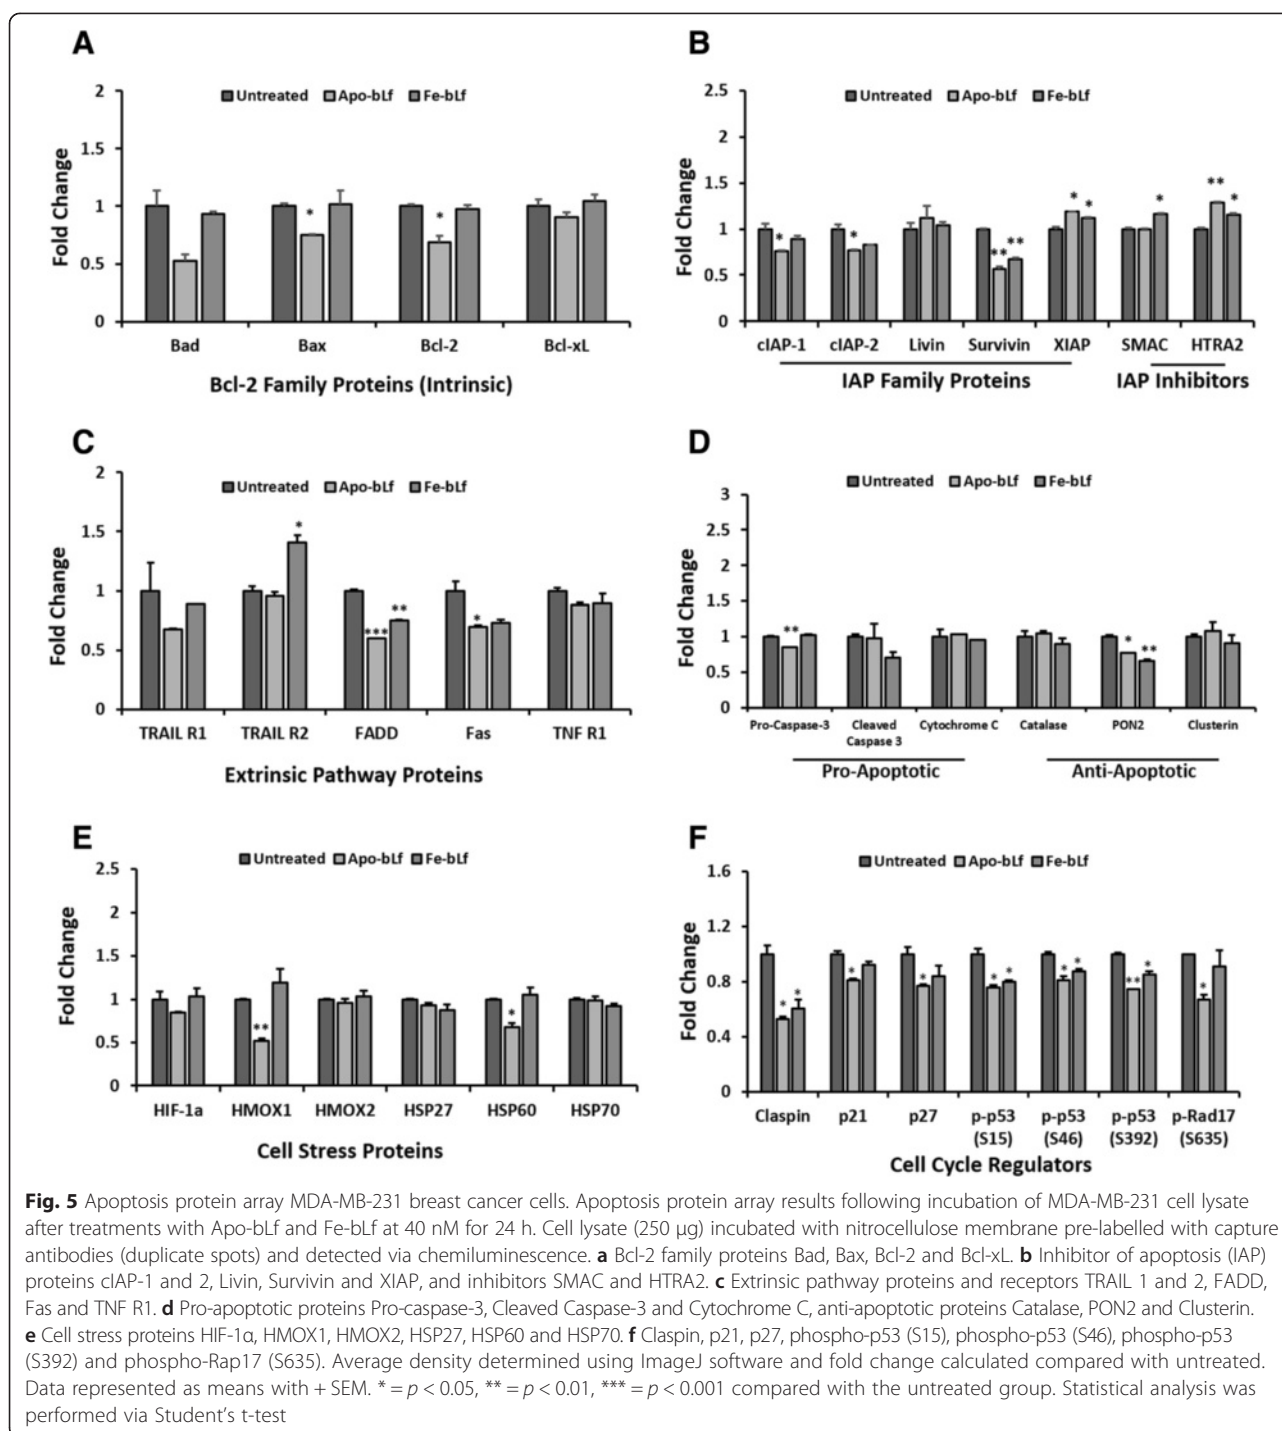 A
2
1.5
1
0.5
0
Fold Change
Untreated Apo-bLf Fe-bLf
* *
Bad Bax Bcl-2 Bcl-xL
Bcl-2 Family Proteins (Intrinsic)
B
2.5
2
1.5
1
0.5
0
Fold Change
Untreated Apo-bLf Fe-bLf
* * ** ** * * * ** *
cIAP-1 cIAP-2 Livin Survivin XIAP SMAC HTRA2
IAP Family Proteins IAP Inhibitors
C
2
1.5
1
0.5
0
Fold Change
Untreated Apo-bLf Fe-bLf
* *** ** *
TRAIL R1 TRAIL R2 FADD Fas TNF R1
Extrinsic Pathway Proteins
D
3
2.5
2
1.5
1
0.5
0
Fold Change
Untreated Apo-bLf Fe-bLf
** * **
Pro-Caspase-3 Cleaved Cytochrome C Catalase PON2 Clusterin
Caspase 3
Pro-Apoptotic Anti-Apoptotic
E
2.5
2
1.5
1
0.5
0
Fold Change
Untreated Apo-bLf Fe-bLf
** *
HIF-1a HMOX1 HMOX2 HSP27 HSP60 HSP70
Cell Stress Proteins
F
1.6
1.2
0.8
0.4
0
Fold Change
Untreated Apo-bLf Fe-bLf
* * * * * * * * ** * *
Claspin p21 p27 p-p53 p-p53 p-p53 p-Rad17
(S15) (S46) (S392) (S635)
Cell Cycle Regulators
Fig. 5 Apoptosis protein array MDA-MB-231 breast cancer cells. Apoptosis protein array results following incubation of MDA-MB-231 cell lysate
after treatments with Apo-bLf and Fe-bLf at 40 nM for 24 h. Cell lysate (250 μg) incubated with nitrocellulose membrane pre-labelled with capture
antibodies (duplicate spots) and detected via chemiluminescence. a Bcl-2 family proteins Bad, Bax, Bcl-2 and Bcl-xL. b Inhibitor of apoptosis (IAP)
proteins cIAP-1 and 2, Livin, Survivin and XIAP, and inhibitors SMAC and HTRA2. c Extrinsic pathway proteins and receptors TRAIL 1 and 2, FADD,
Fas and TNF R1. d Pro-apoptotic proteins Pro-caspase-3, Cleaved Caspase-3 and Cytochrome C, anti-apoptotic proteins Catalase, PON2 and Clusterin.
e Cell stress proteins HIF-1α, HMOX1, HMOX2, HSP27, HSP60 and HSP70. f Claspin, p21, p27, phospho-p53 (S15), phospho-p53 (S46), phospho-p53
(S392) and phospho-Rap17 (S635). Average density determined using ImageJ software and fold change calculated compared with untreated.
Data represented as means with + SEM. * = p < 0.05, ** = p < 0.01, *** = p < 0.001 compared with the untreated group. Statistical analysis was
performed via Student's t-test